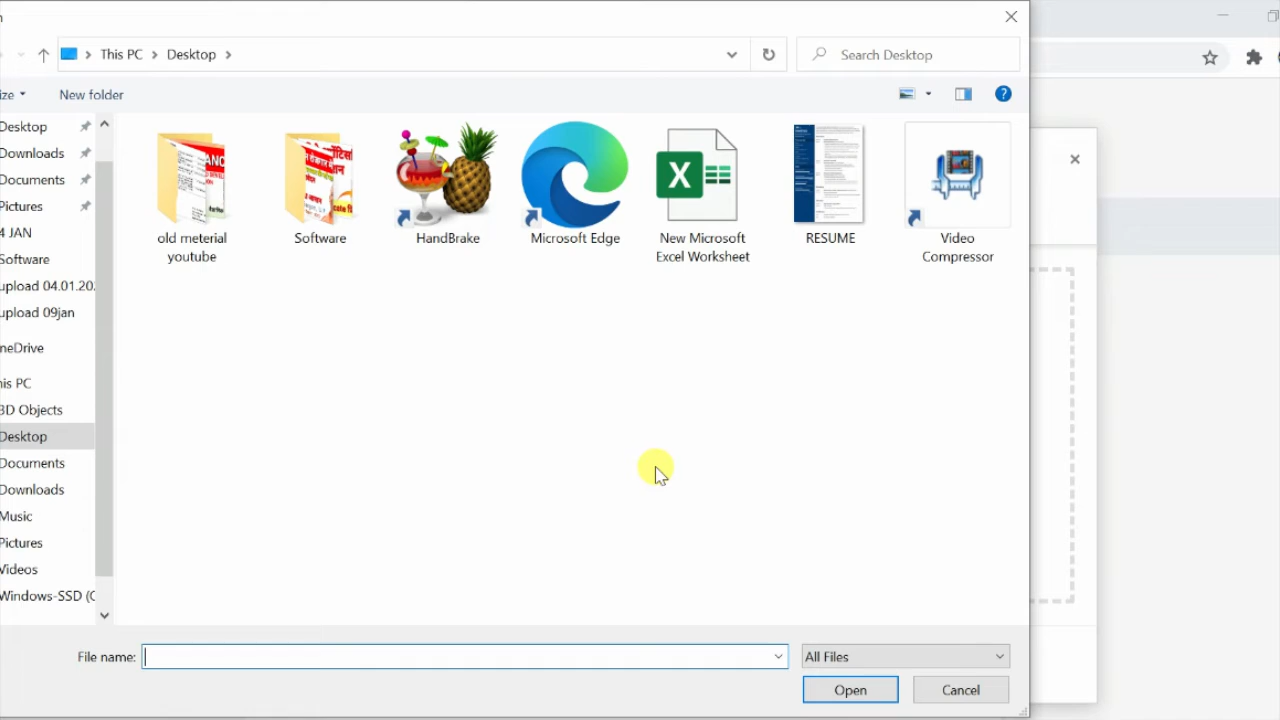 This PC
Desktop
Search Desktop
New folder
Desktop
Downloads
Documents
Pictures
4 JAN
Software
upload 04.01.20
upload 09jan
neDrive
his PC
3D Objects
Desktop
Documents
Downloads
Music
Pictures
Videos
Windows-SSD (
old meterial
youtube
Software
HandBrake
Microsoft Edge
New Microsoft
Excel Worksheet
RESUME
Video
Compressor
File name:
All Files
Open
Cancel